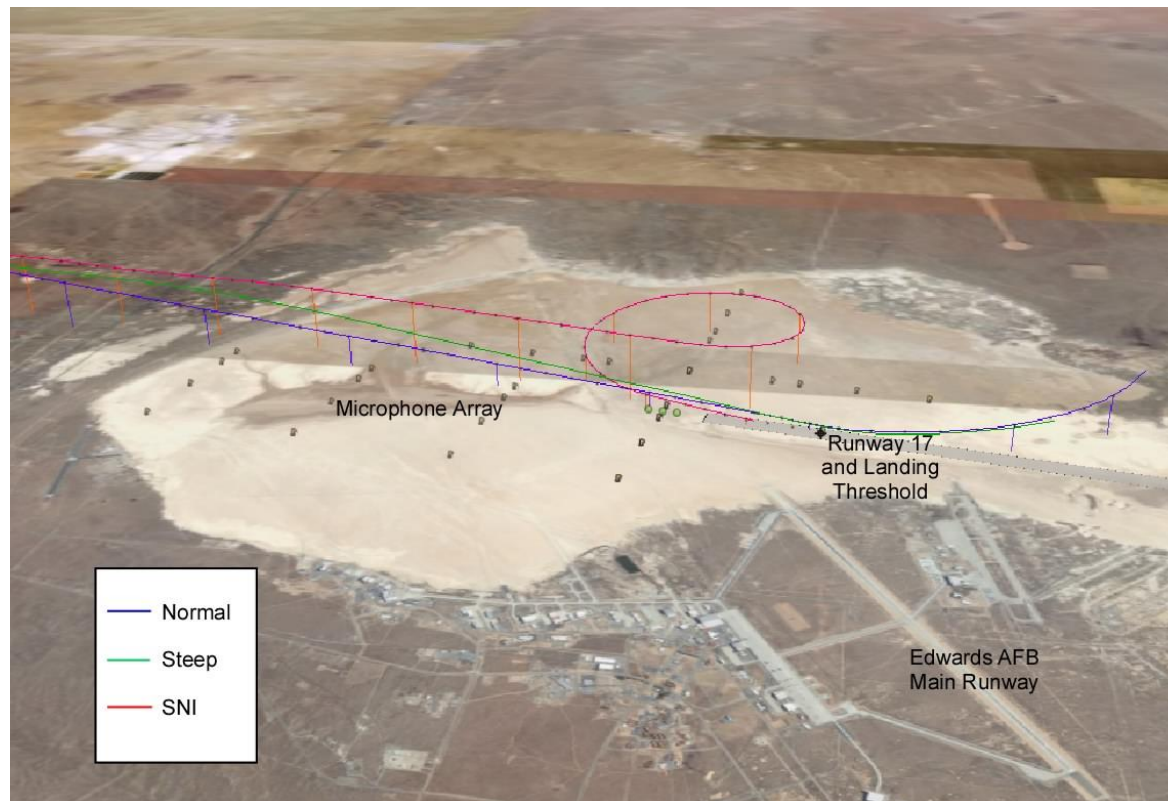 Microphone Array
Runway 17
and Landing
Threshold
Normal
Steep
SNI
Edwards AFB
Main Runway